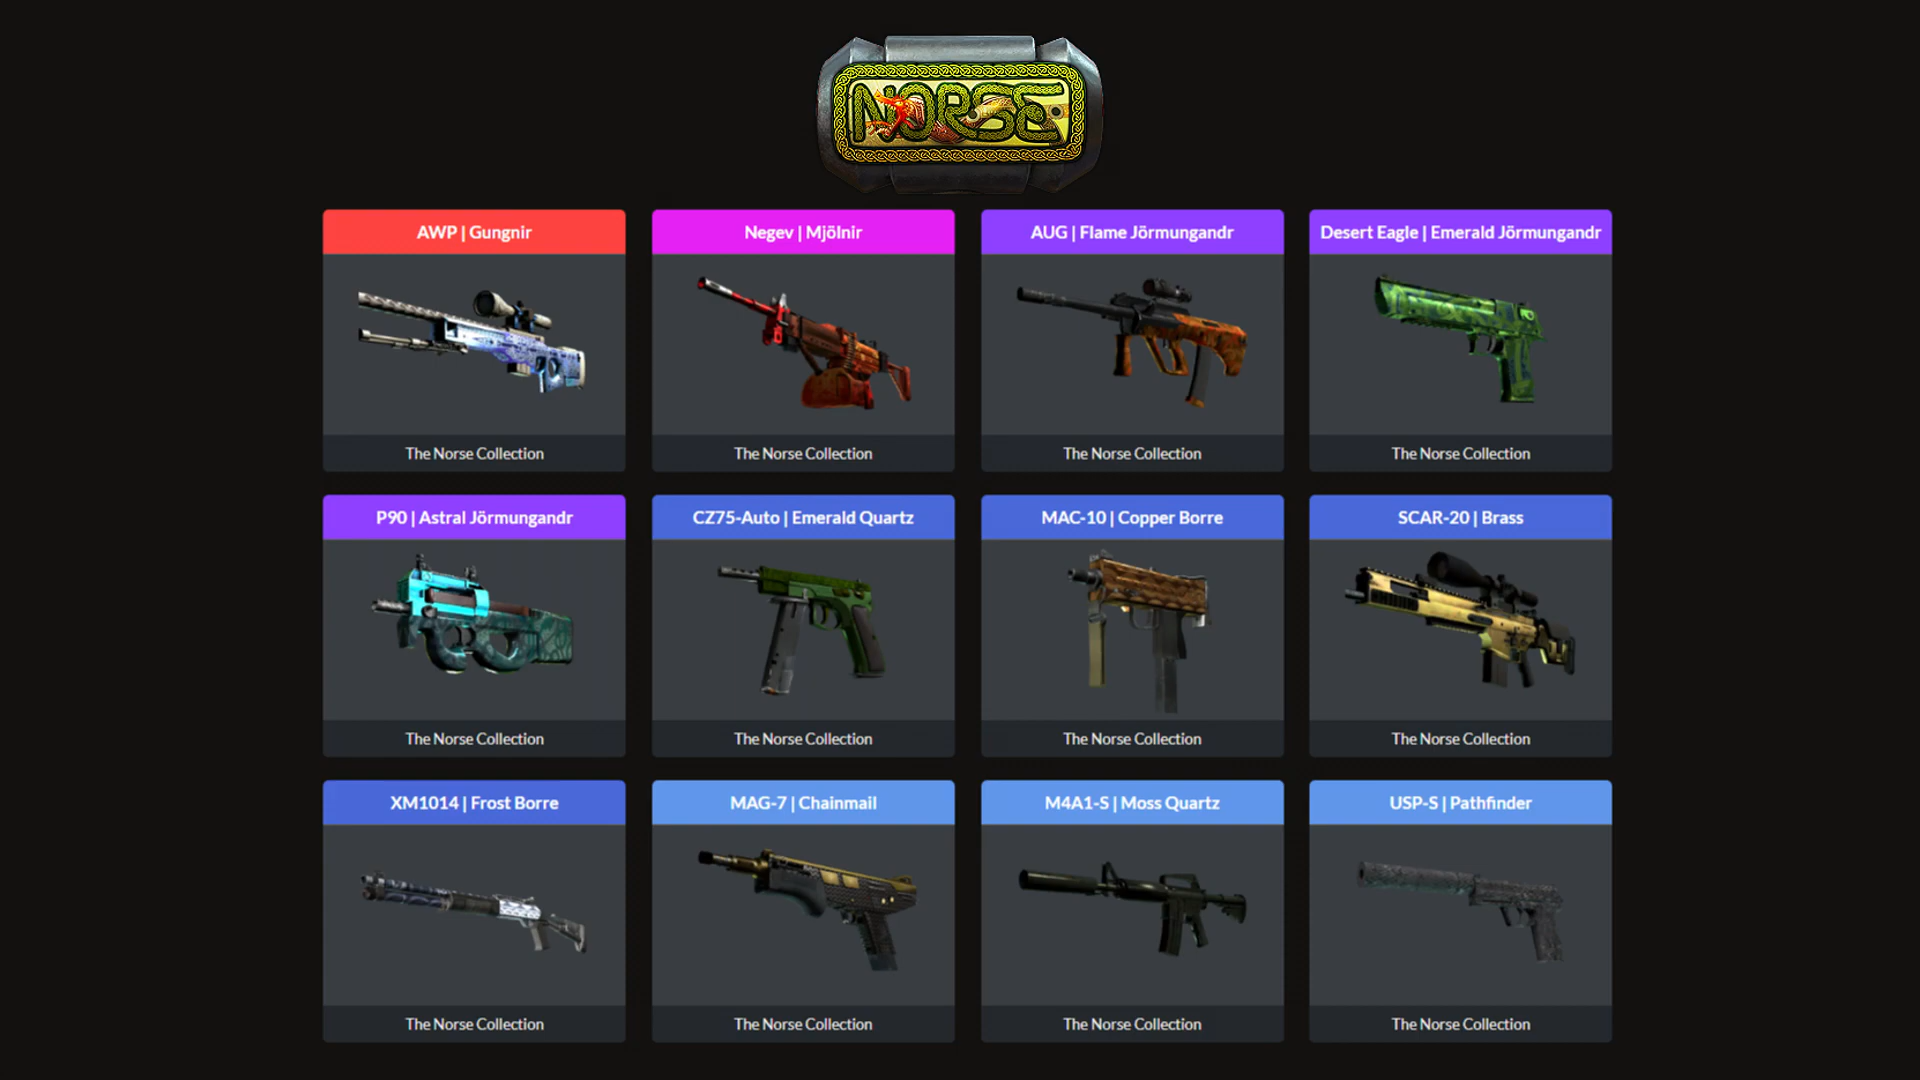 NORSE
AWP | Gungnir
Negev | Mjölnir
AUG | Flame Jörmungandr
Desert Eagle | Emerald Jörmungandr
The Norse Collection
The Norse Collection
The Norse Collection
The Norse Collection
P90 | Astral Jörmungandr
CZ75-Auto | Emerald Quartz
MAC-10 | Copper Borre
SCAR-20 | Brass
The Norse Collection
The Norse Collection
The Norse Collection
The Norse Collection
XM1014 | Frost Borre
MAG-7 | Chainmail
M4A1-S | Moss Quartz
USP-S | Pathfinder
The Norse Collection
The Norse Collection
The Norse Collection
The Norse Collection